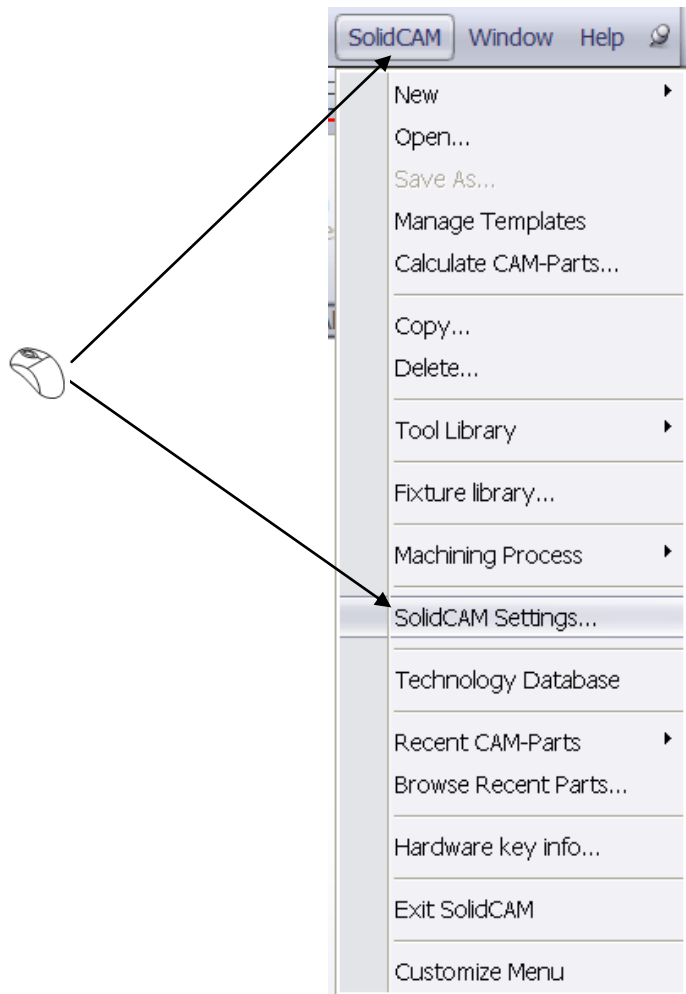 SolidCAM Window Help
New
Open...
Save As...
Manage Templates
Calculate CAM-Parts...
Copy...
Delete...
Tool Library
Fixture library...
Machining Process
SolidCAM Settings...
Technology Database
Recent CAM-Parts
Browse Recent Parts...
Hardware key info...
Exit SolidCAM
Customize Menu